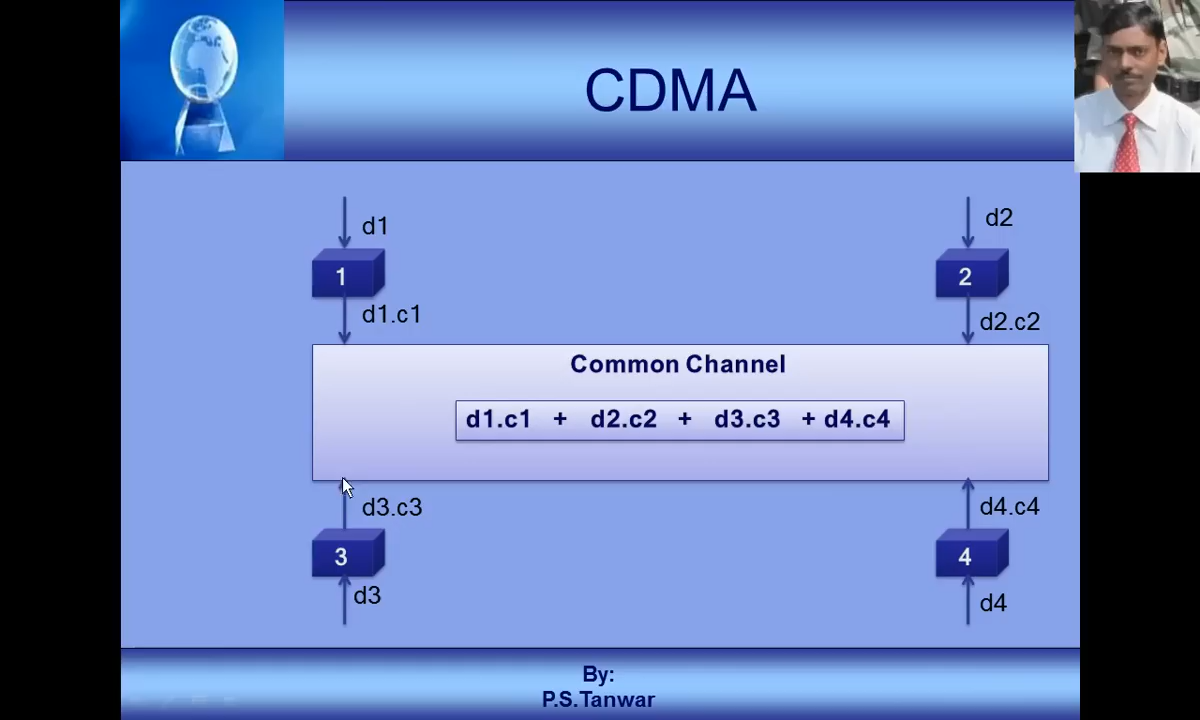 CDMA
d1
d2
1
2
d1.c1
d2.c2
Common Channel
d1.c1 + d2.c2 + d3.c3 + d4.c4
d3.c3
d4.c4
3
4
d3
d4
By:
P.S.Tanwar